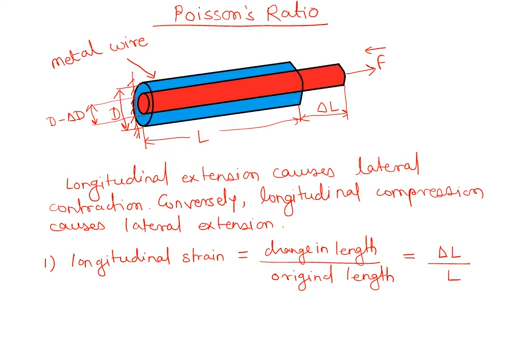 Poisson's Ratio
metal wire
F
D-ΔD
D
L
ΔL
Longitudinal extension causes lateral
contraction. Conversely, longitudinal compression
causes lateral extension.
1) longitudinal strain = change in length / original length = ΔL / L